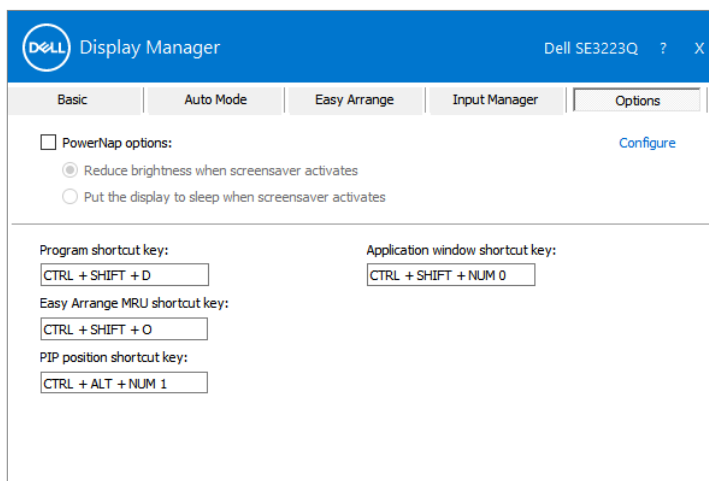 DELL Display Manager Dell SE3223Q ? X
Basic Auto Mode Easy Arrange Input Manager Options
PowerNap options: Configure
Reduce brightness when screensaver activates
Put the display to sleep when screensaver activates
Program shortcut key: Application window shortcut key:
CTRL + SHIFT + D CTRL + SHIFT + NUM 0
Easy Arrange MRU shortcut key:
CTRL + SHIFT + O
PIP position shortcut key:
CTRL + ALT + NUM 1